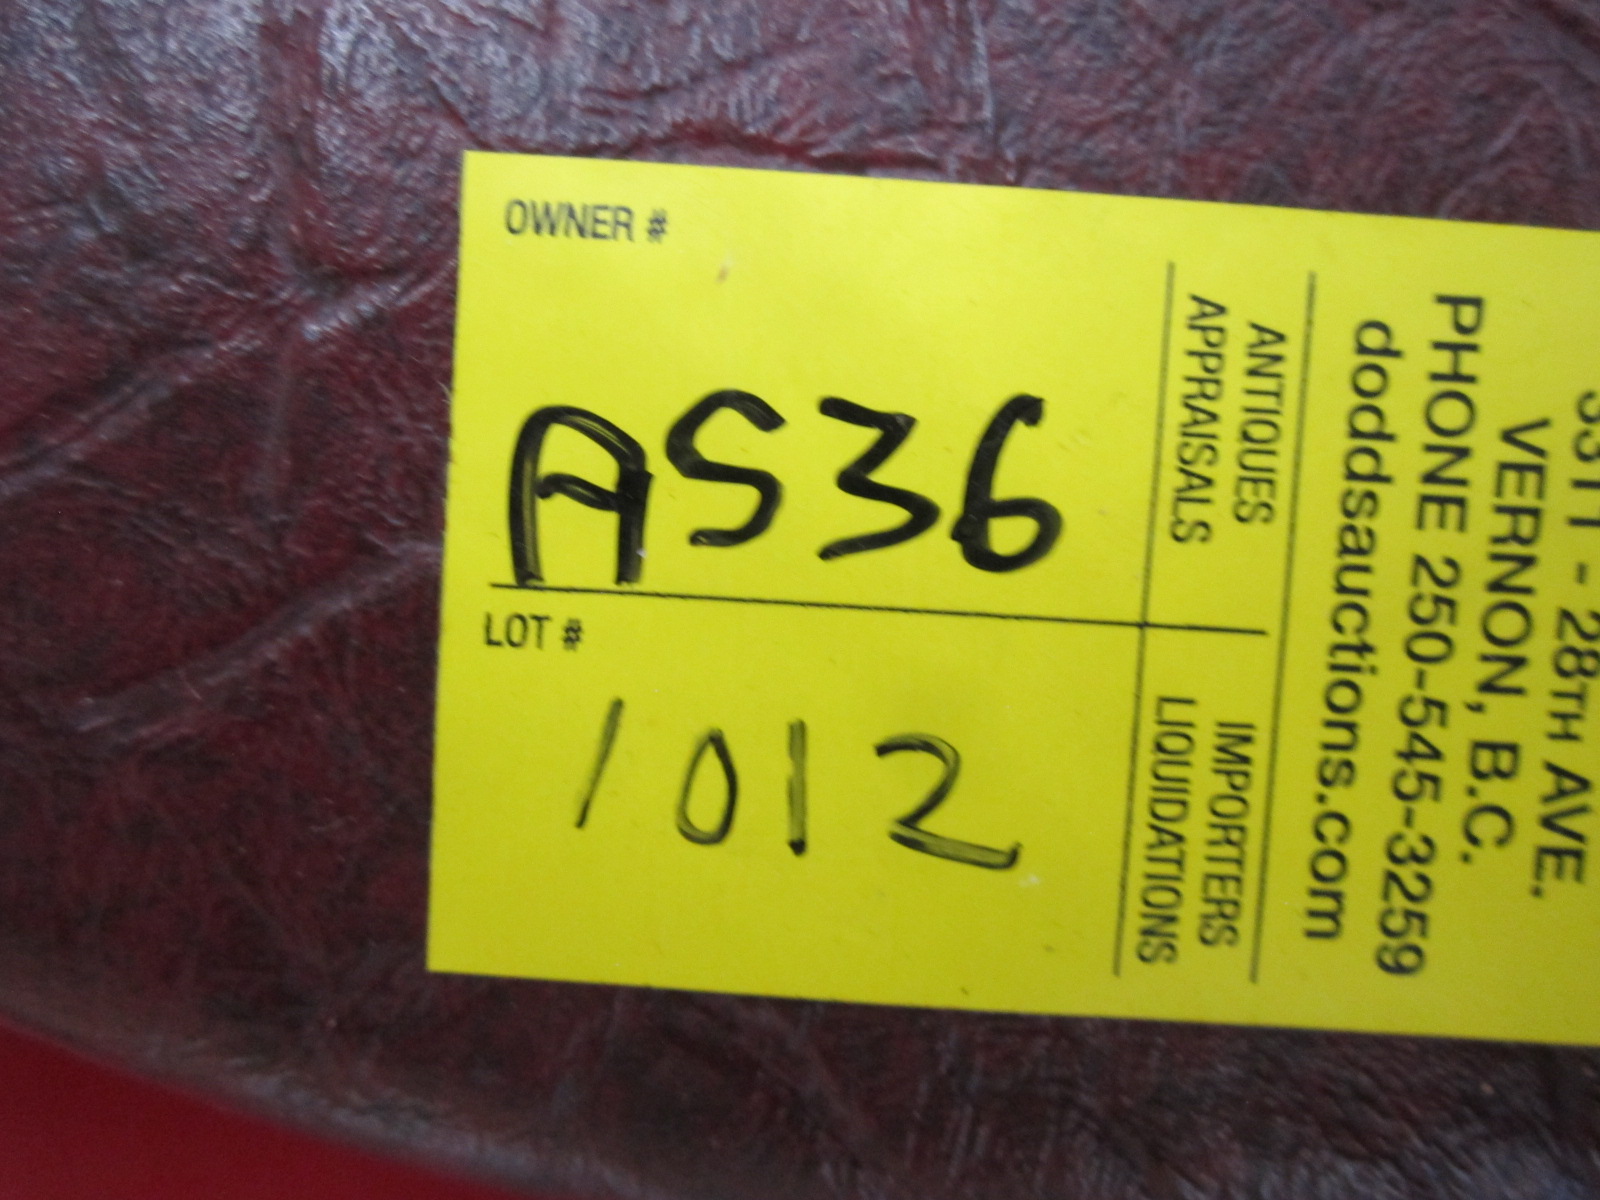 OWNER #
AS36
LOT #
1012
28TH AVE.
VERNON, B.C.
PHONE 250-545-3259
doddsauctions.com
ANTIQUES
APPRAISALS
IMPORTERS
LIQUIDATIONS